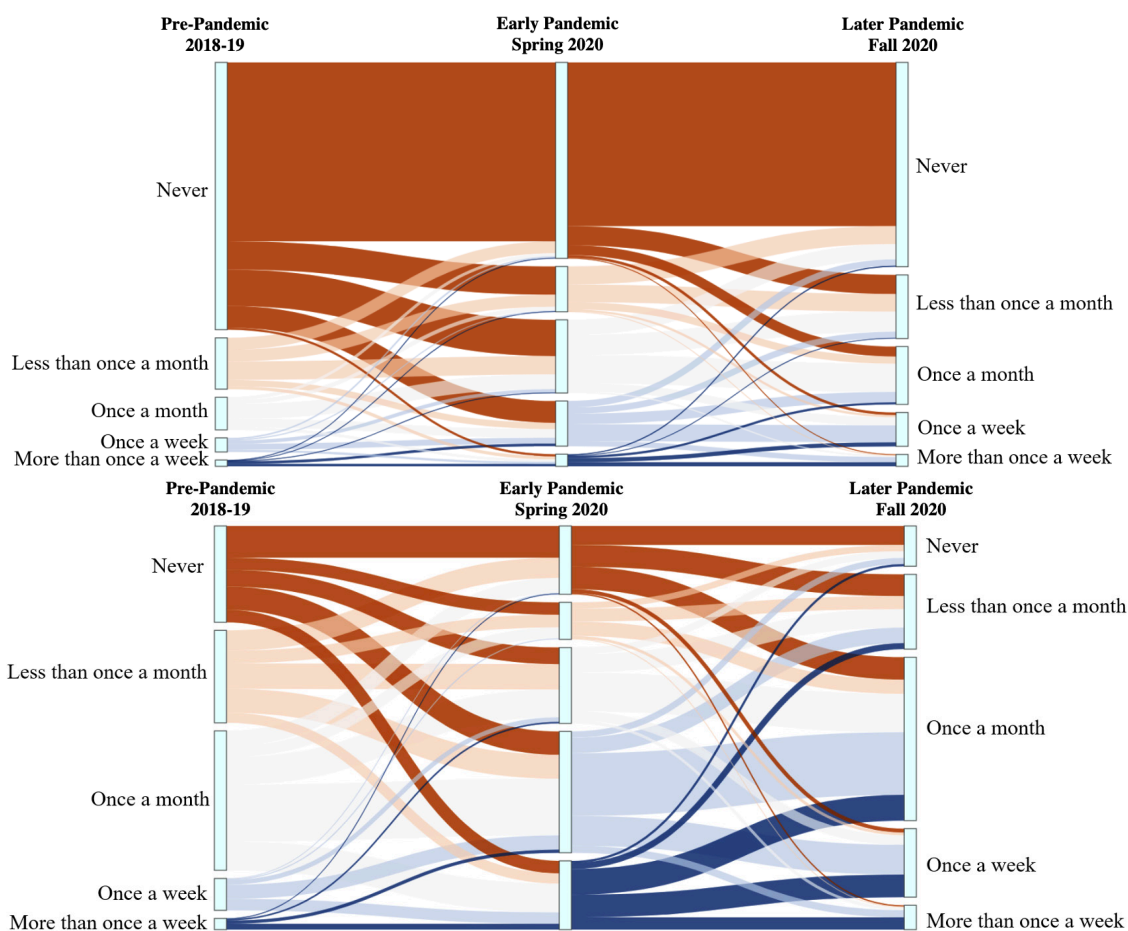 Pre-Pandemic
2018-19
Early Pandemic
Spring 2020
Later Pandemic
Fall 2020
Never
Less than once a month
Once a month
Once a week
More than once a week
Never
Less than once a month
Once a month
Once a week
More than once a week
Pre-Pandemic
2018-19
Early Pandemic
Spring 2020
Later Pandemic
Fall 2020
Never
Less than once a month
Once a month
Once a week
More than once a week
Never
Less than once a month
Once a month
Once a week
More than once a week